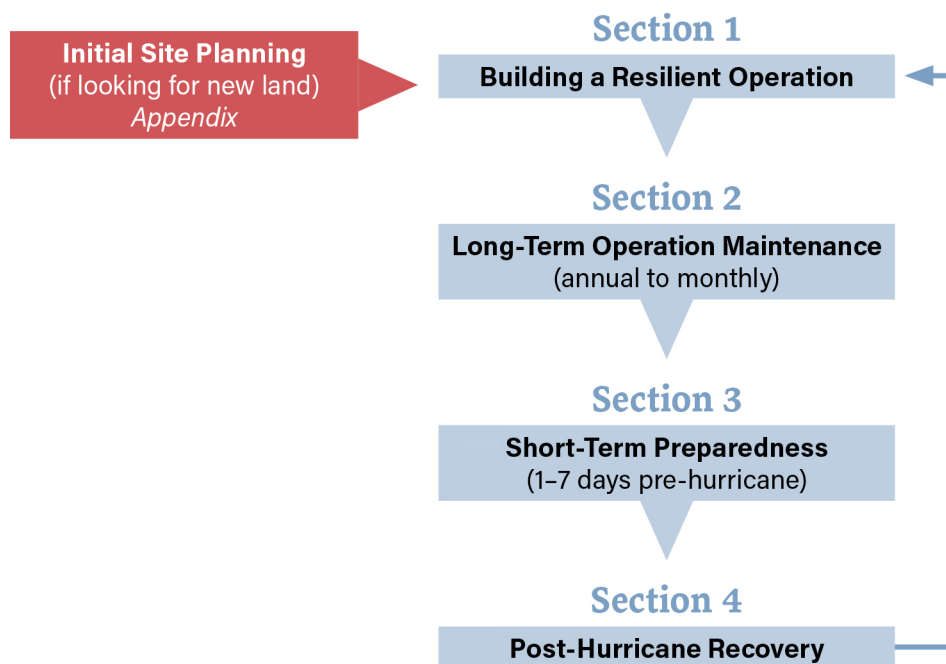 Initial Site Planning
(if looking for new land)
Appendix
Section 1
Building a Resilient Operation
Section 2
Long-Term Operation Maintenance
(annual to monthly)
Section 3
Short-Term Preparedness
(1–7 days pre-hurricane)
Section 4
Post-Hurricane Recovery